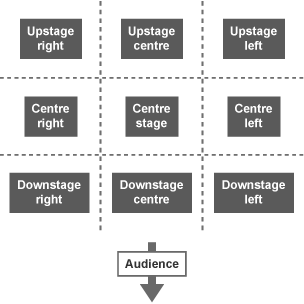 Upstage
right
Upstage
centre
Upstage
left
Centre
right
Centre
stage
Centre
left
Downstage
right
Downstage
centre
Downstage
left
Audience